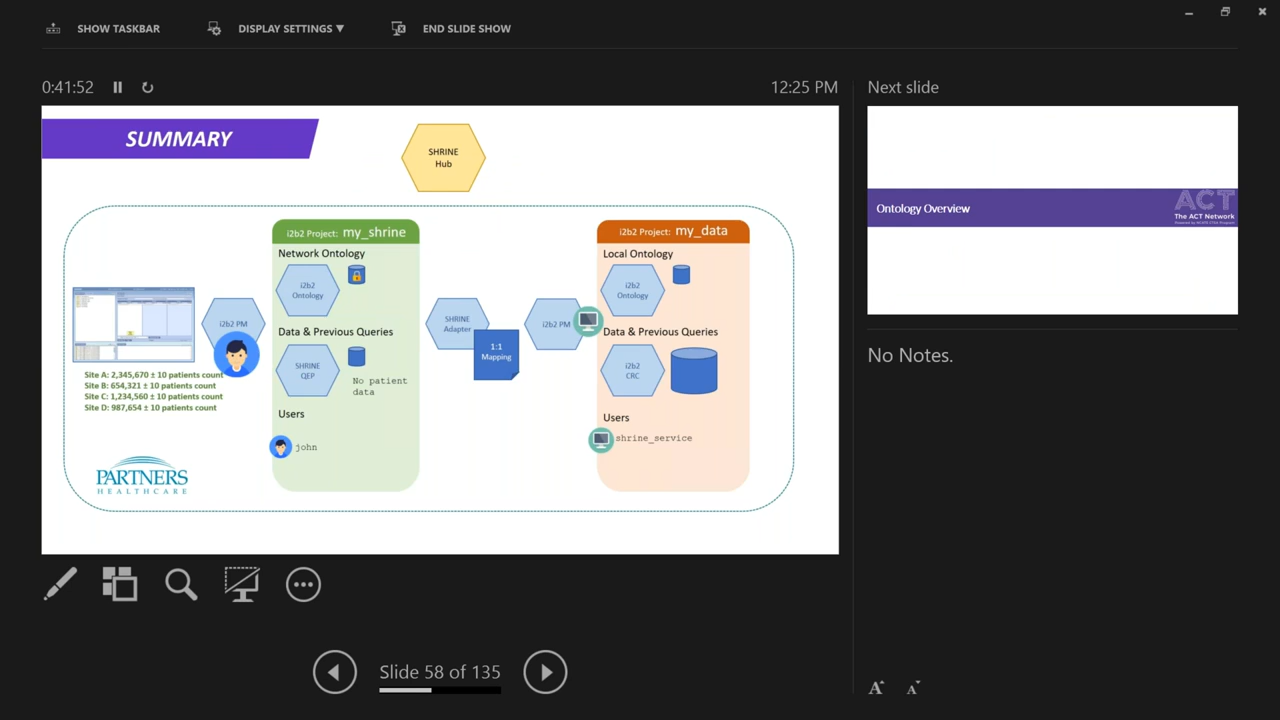 SHOW TASKBAR
DISPLAY SETTINGS ▼
END SLIDE SHOW
0:41:52
12:25 PM
Next slide
SUMMARY
SHRINE
Hub
i2b2 Project: my_shrine
Network Ontology
i2b2
Ontology
Data & Previous Queries
SHRINE
QEP
No patient
data
Users
john
i2b2 PM
Site A: 2,345,670 ± 10 patients count
Site B: 654,321 ± 10 patients count
Site C: 1,234,560 ± 10 patients count
Site D: 987,654 ± 10 patients count
PARTNERS
HEALTHCARE
SHRINE
Adapter
1:1
Mapping
i2b2 PM
i2b2 Project: my_data
Local Ontology
i2b2
Ontology
Data & Previous Queries
i2b2
CRC
Users
shrine_service
Ontology Overview
ACT
The ACT Network
No Notes.
Slide 58 of 135
A
A